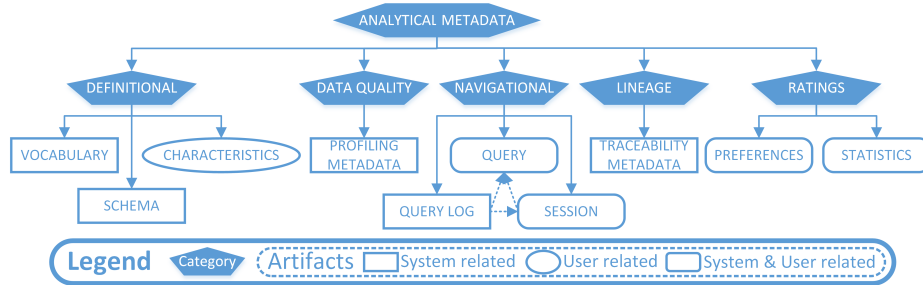 ANALYTICAL METADATA
DEFINITIONAL
DATA QUALITY
NAVIGATIONAL
LINEAGE
RATINGS
VOCABULARY
CHARACTERISTICS
PROFILING
METADATA
QUERY
TRACEABILITY
METADATA
PREFERENCES
STATISTICS
SCHEMA
QUERY LOG
SESSION
Legend
Category
Artifacts
System related
User related
System & User related